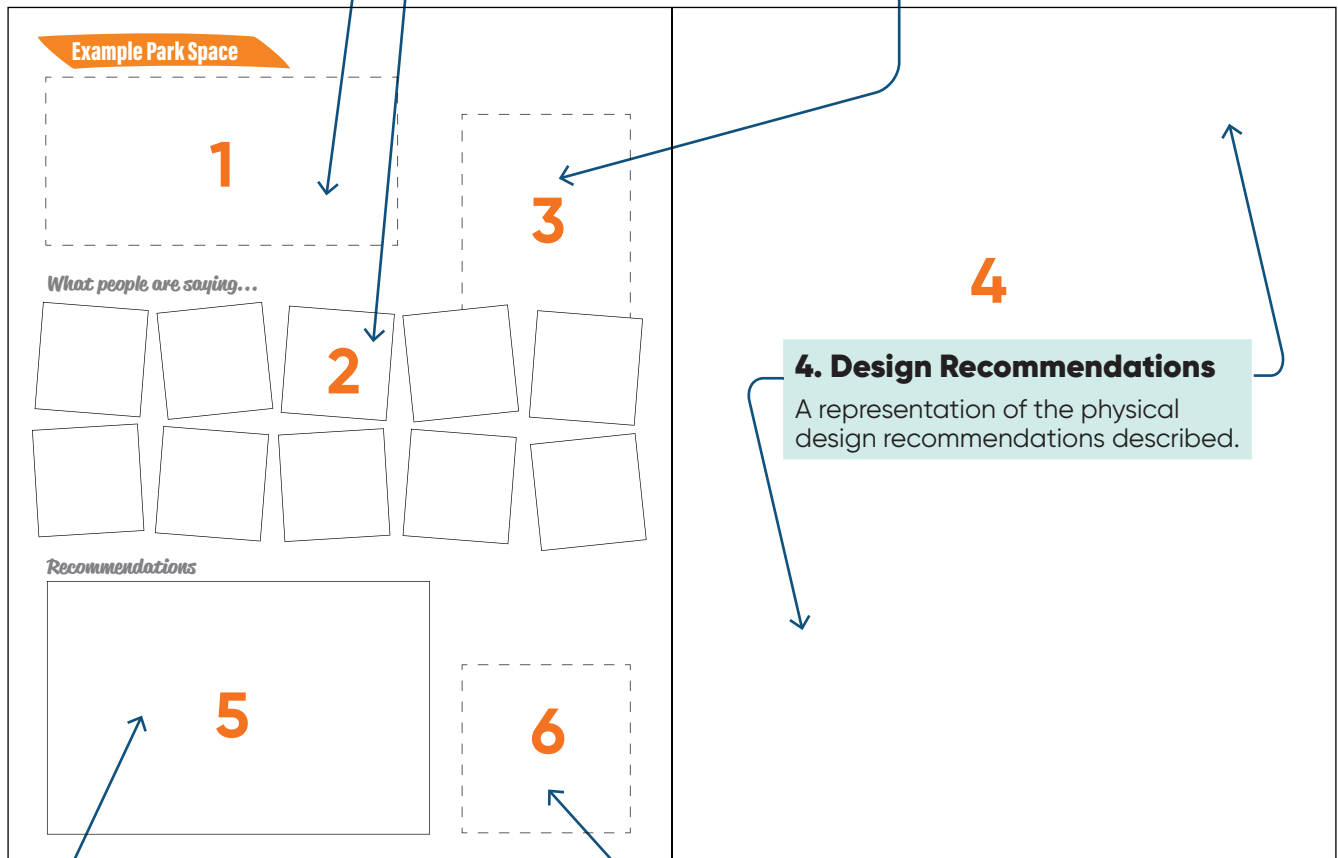 Example Park Space
1
3
What people are saying...
2
Recommendations
5
6
4
4. Design Recommendations
A representation of the physical
design recommendations described.